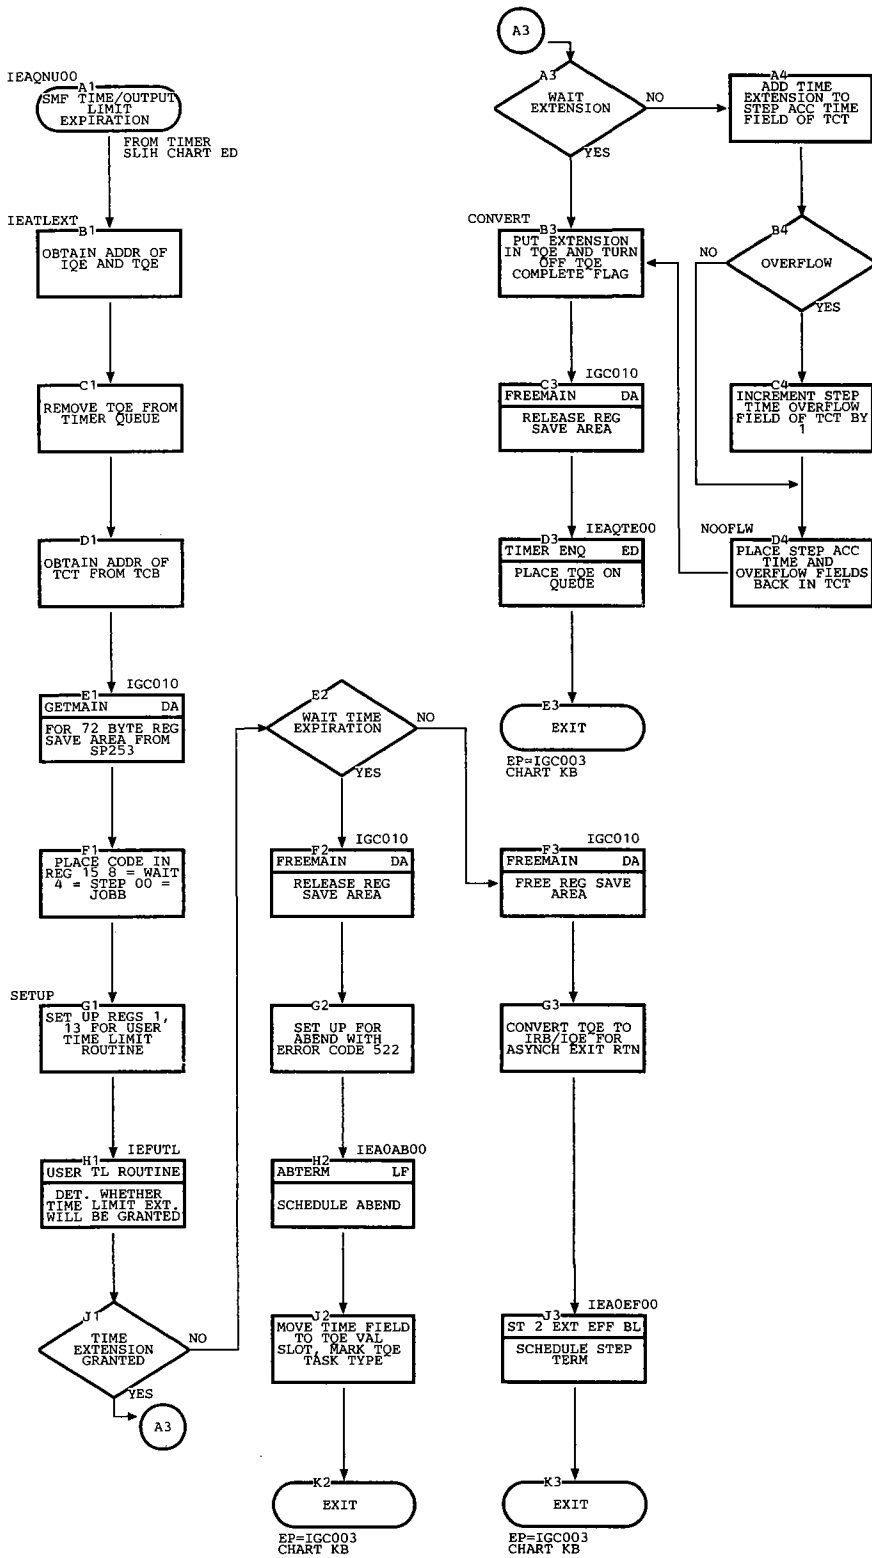 IEAQNU00
A1
SMF TIME/OUTPUT
LIMIT
EXPIRATION
FROM TIMER
SLIH CHART ED
IEATLEXT
B1
OBTAIN ADDR OF
IQE AND TQE
C1
REMOVE TQE FROM
TIMER QUEUE
D1
OBTAIN ADDR OF
TCT FROM TCB
IGC010
E1
GETMAIN DA
FOR 72 BYTE REG
SAVE AREA FROM
SP253
F1
PLACE CODE IN
REG 15 8 = WAIT
4 = STEP 00 =
JOBB
SETUP
G1
SET UP REGS 1,
13 FOR USER
TIME LIMIT
ROUTINE
IEFUTL
H1
USER TL ROUTINE
DET. WHETHER
TIME LIMIT EXT.
WILL BE GRANTED
J1
TIME
EXTENSION
GRANTED
NO
YES
A3
E2
WAIT TIME
EXPIRATION
NO
YES
IGC010
F2
FREEMAIN DA
RELEASE REG
SAVE AREA
G2
SET UP FOR
ABEND WITH
ERROR CODE 522
IEA0AB00
H2
ABTERM LF
SCHEDULE ABEND
J2
MOVE TIME FIELD
TO TQE VAL
SLOT, MARK TQE
TASK TYPE
K2
EXIT
EP=IGC003
CHART KB
A3
A3
WAIT
EXTENSION
NO
YES
CONVERT
B3
PUT EXTENSION
IN TQE AND TURN
OFF TQE
COMPLETE FLAG
IGC010
C3
FREEMAIN DA
RELEASE REG
SAVE AREA
IEAQTE00
D3
TIMER ENQ ED
PLACE TQE ON
QUEUE
E3
EXIT
EP=IGC003
CHART KB
IGC010
F3
FREEMAIN DA
FREE REG SAVE
AREA
G3
CONVERT TQE TO
IRB/IQE FOR
ASYNCH EXIT RTN
IEA0EF00
J3
ST 2 EXT EFF BL
SCHEDULE STEP
TERM
K3
EXIT
EP=IGC003
CHART KB
A4
ADD TIME
EXTENSION TO
STEP ACC TIME
FIELD OF TCT
B4
NO
OVERFLOW
YES
C4
INCREMENT STEP
TIME OVERFLOW
FIELD OF TCT BY
1
NOOFLW
D4
PLACE STEP ACC
TIME AND
OVERFLOW FIELDS
BACK IN TCT